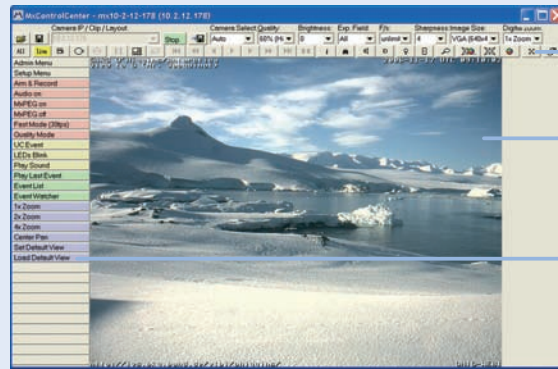 MxControlCenter - mx10-2-12-178 (10.2.12.178)
Camera IP / Clip / Layout: Camera Select: Quality: Brightness: Exp. Field: F/s: Sharpness: Image Size: Digital zoom:
Stop Auto 60% 0 All unlimit 4 VGA 1x Zoom
All Live
Admin Menu
Setup Menu
Arm & Record
Audio on
MxPEG on
MxPEG off
Fast Mode (30fps)
Quality Mode
UC Event
LEDs Blink
Play Sound
Play Last Event
Event List
Event Watcher
1x Zoom
2x Zoom
4x Zoom
Center Pan
Set Default View
Load Default View